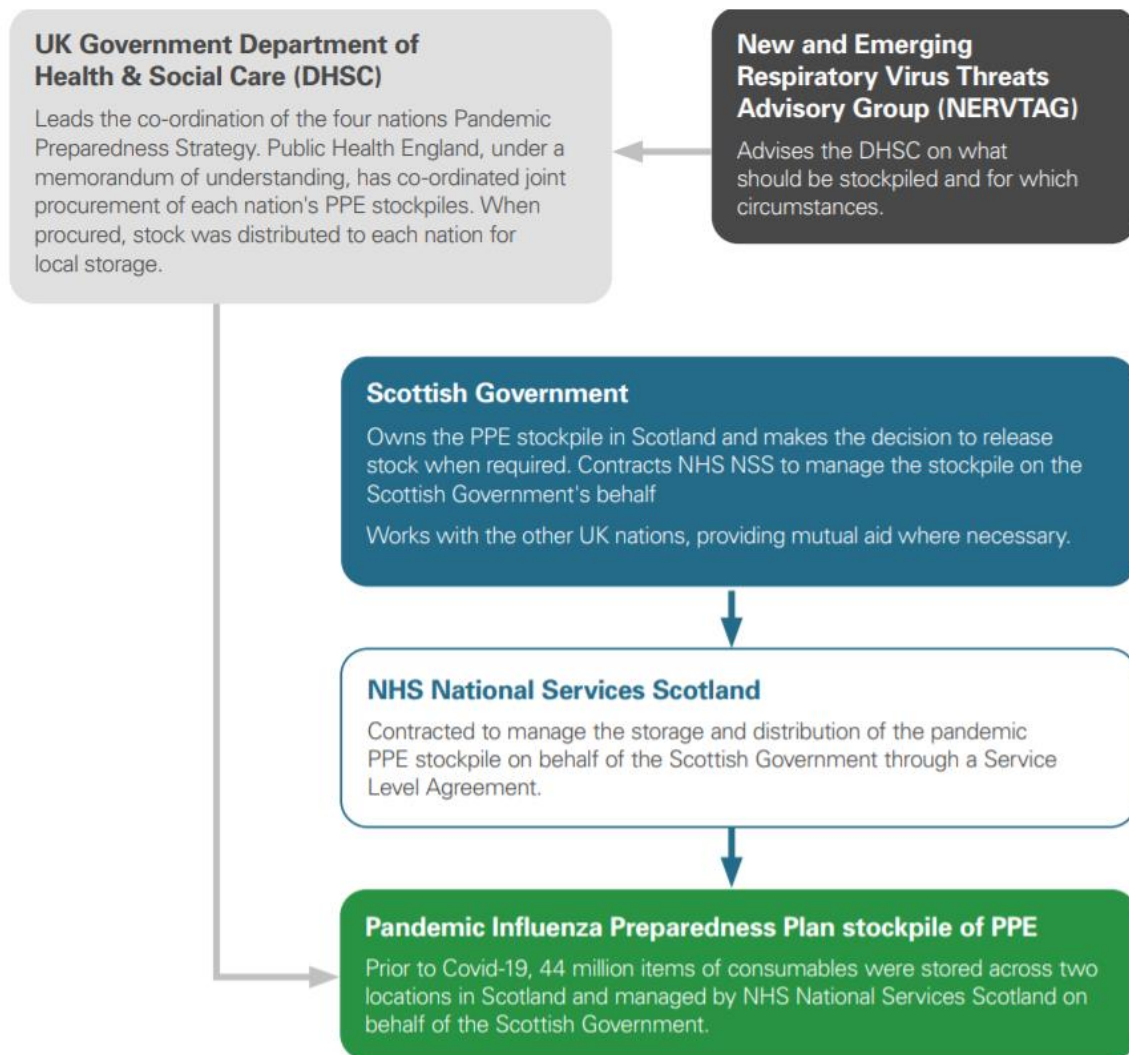 UK Government Department of
Health & Social Care (DHSC)
Leads the co-ordination of the four nations Pandemic
Preparedness Strategy. Public Health England, under a
memorandum of understanding, has co-ordinated joint
procurement of each nation's PPE stockpiles. When
procured, stock was distributed to each nation for
local storage.
New and Emerging
Respiratory Virus Threats
Advisory Group (NERVTAG)
Advises the DHSC on what
should be stockpiled and for which
circumstances.
Scottish Government
Owns the PPE stockpile in Scotland and makes the decision to release
stock when required. Contracts NHS NSS to manage the stockpile on the
Scottish Government's behalf
Works with the other UK nations, providing mutual aid where necessary.
NHS National Services Scotland
Contracted to manage the storage and distribution of the pandemic
PPE stockpile on behalf of the Scottish Government through a Service
Level Agreement.
Pandemic Influenza Preparedness Plan stockpile of PPE
Prior to Covid-19, 44 million items of consumables were stored across two
locations in Scotland and managed by NHS National Services Scotland on
behalf of the Scottish Government.